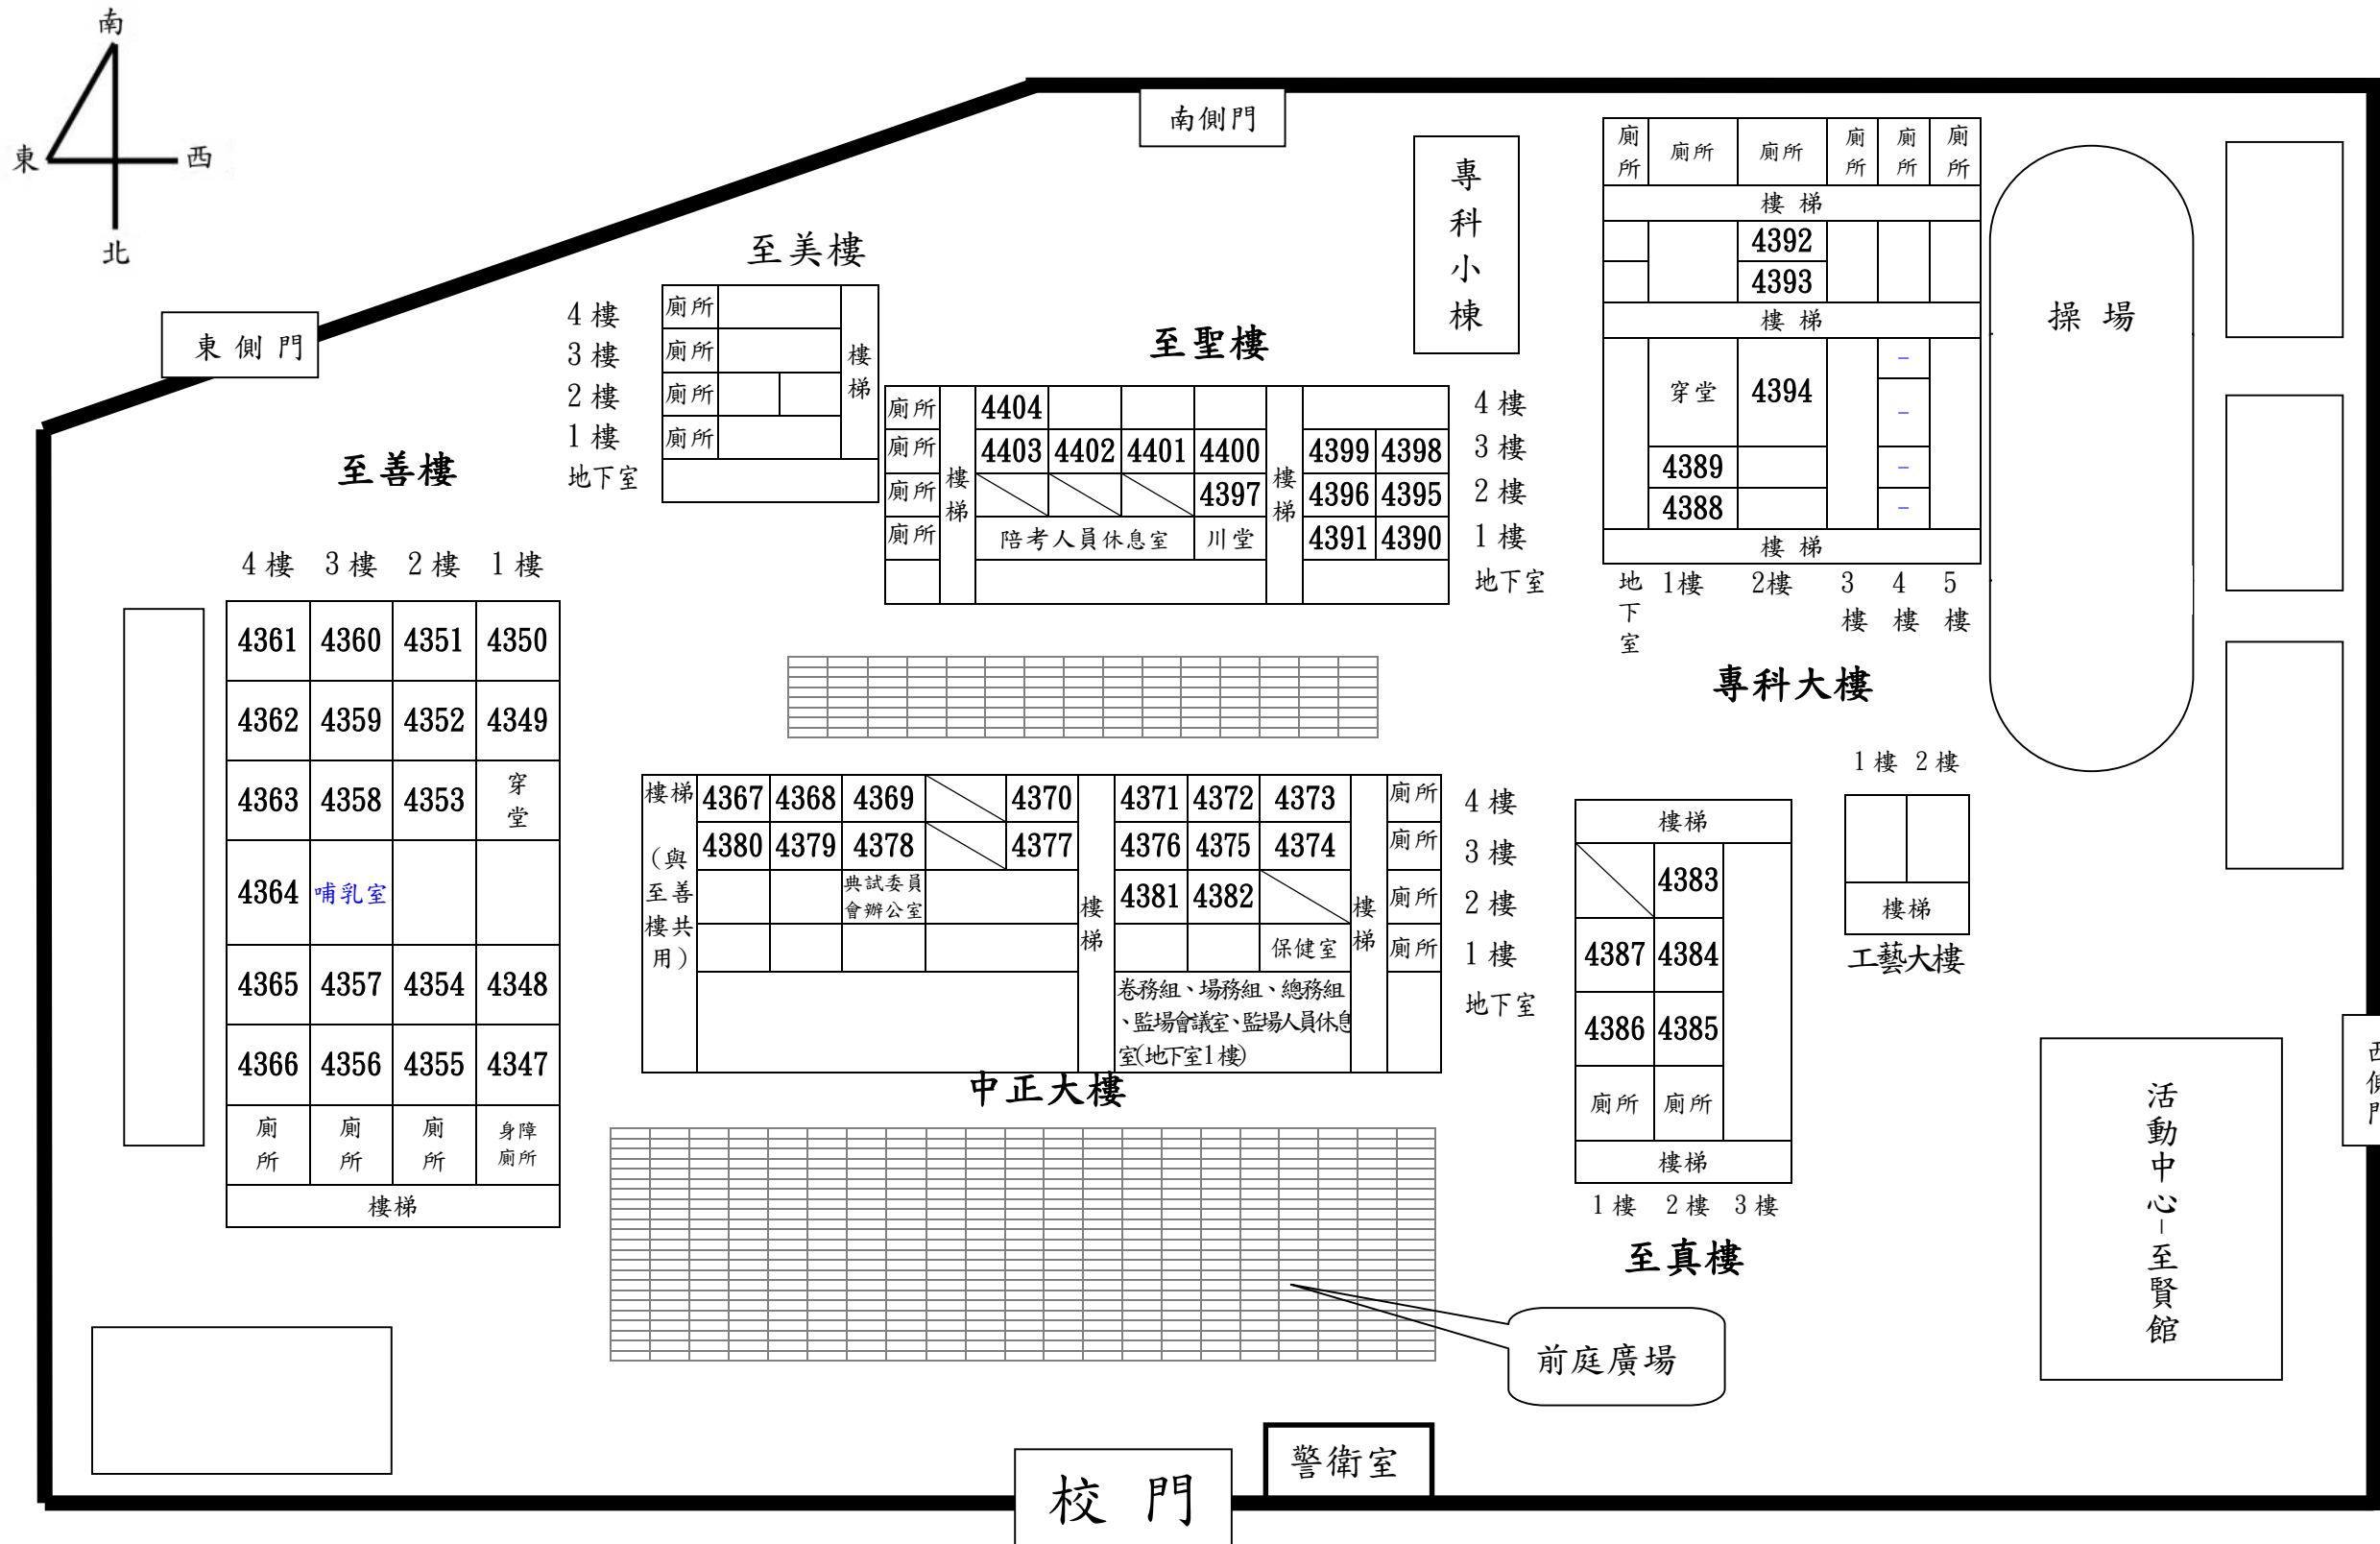 南
東
西
北
南側門
東側門
專科小棟
廁所 廁所 廁所 廁所 廁所 廁所
樓梯
4392
4393
樓梯
穿堂 4394 -
-
4389 -
4388 -
樓梯
地下室 1樓 2樓 3樓 4樓 5樓
專科大樓
操場
至美樓
4樓 廁所
3樓 廁所
2樓 廁所
1樓 廁所
地下室
樓梯
至聖樓
廁所 4404 4樓
廁所 4403 4402 4401 4400 4399 4398 3樓
廁所 4397 4396 4395 2樓
廁所 陪考人員休息室 川堂 4391 4390 1樓
地下室
樓梯
樓梯
至善樓
4樓 3樓 2樓 1樓
4361 4360 4351 4350
4362 4359 4352 4349
4363 4358 4353 穿堂
4364 哺乳室
4365 4357 4354 4348
4366 4356 4355 4347
廁所 廁所 廁所 身障廁所
樓梯
樓梯
（與
至善
樓共
用）
4367 4368 4369 4370 4371 4372 4373 廁所 4樓
4380 4379 4378 4377 4376 4375 4374 廁所 3樓
典試委員
會辦公室
4381 4382 廁所 2樓
保健室 廁所 1樓
樓梯
樓梯
卷務組、場務組、總務組
、監場會議室、監場人員休息
室(地下室1樓)
地下室
中正大樓
樓梯
4383
4387 4384
4386 4385
廁所 廁所
樓梯
1樓 2樓 3樓
至真樓
1樓 2樓
樓梯
工藝大樓
活動中心-至賢館
西側門
前庭廣場
警衛室
校門